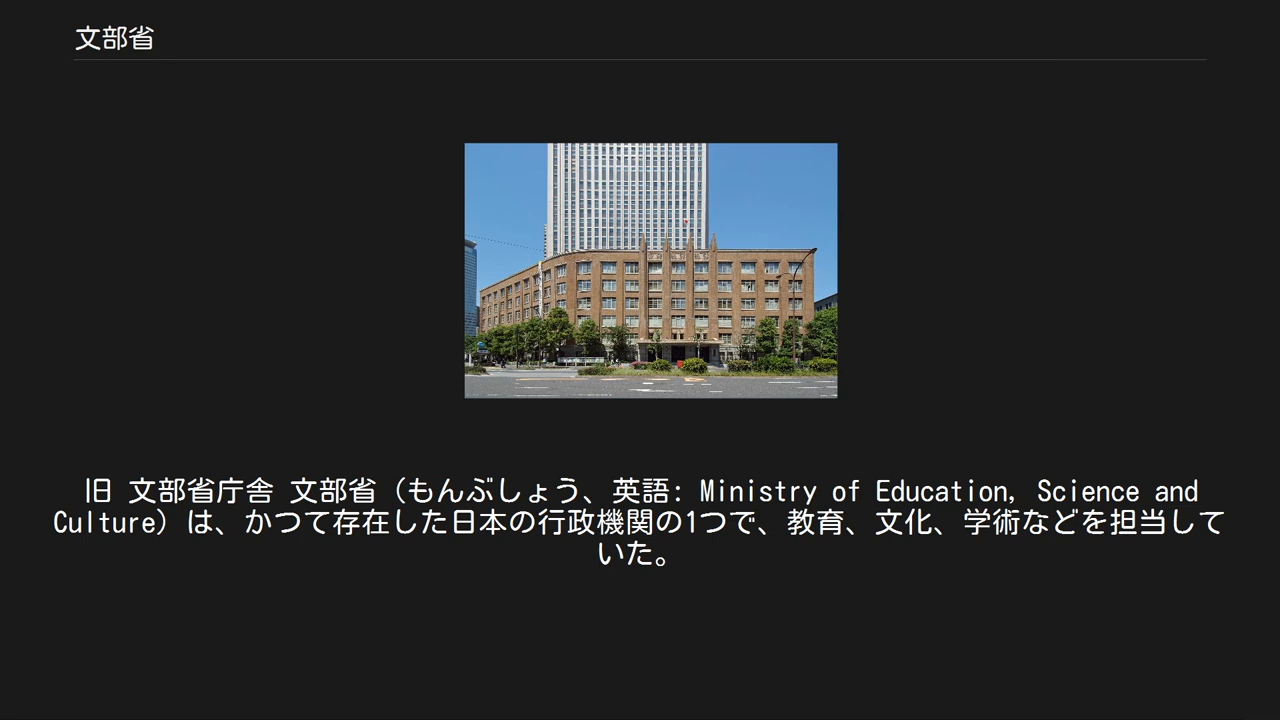 文部省
旧 文部省庁舎 文部省（もんぶしょう、英語: Ministry of Education, Science and
Culture）は、かつて存在した日本の行政機関の1つで、教育、文化、学術などを担当して
いた。